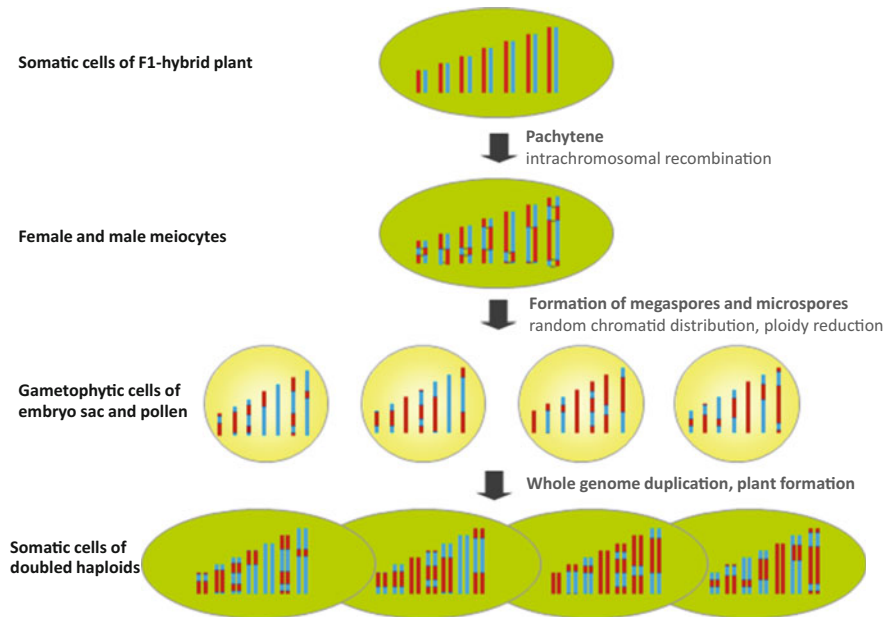 Somatic cells of F1-hybrid plant
Pachytene
intrachromosomal recombination
Female and male meiocytes
Formation of megaspores and microspores
random chromatid distribution, ploidy reduction
Gametophytic cells of
embryo sac and pollen
Whole genome duplication, plant formation
Somatic cells of
doubled haploids